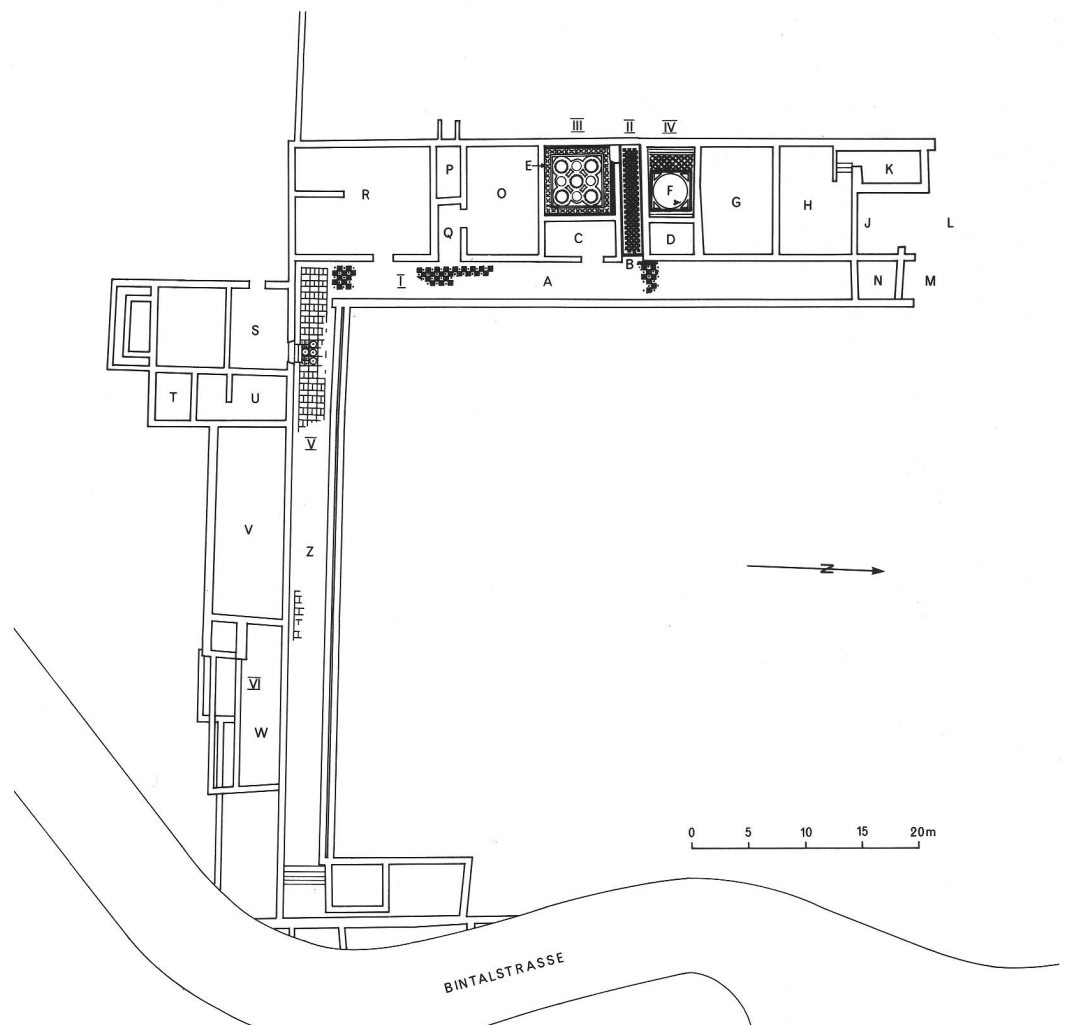 III II IV
E P R O F G H K
Q C D J L
I A B N M
S
T U
V
V Z
N
VI
W
0 5 10 15 20m
BINTALSTRASSE